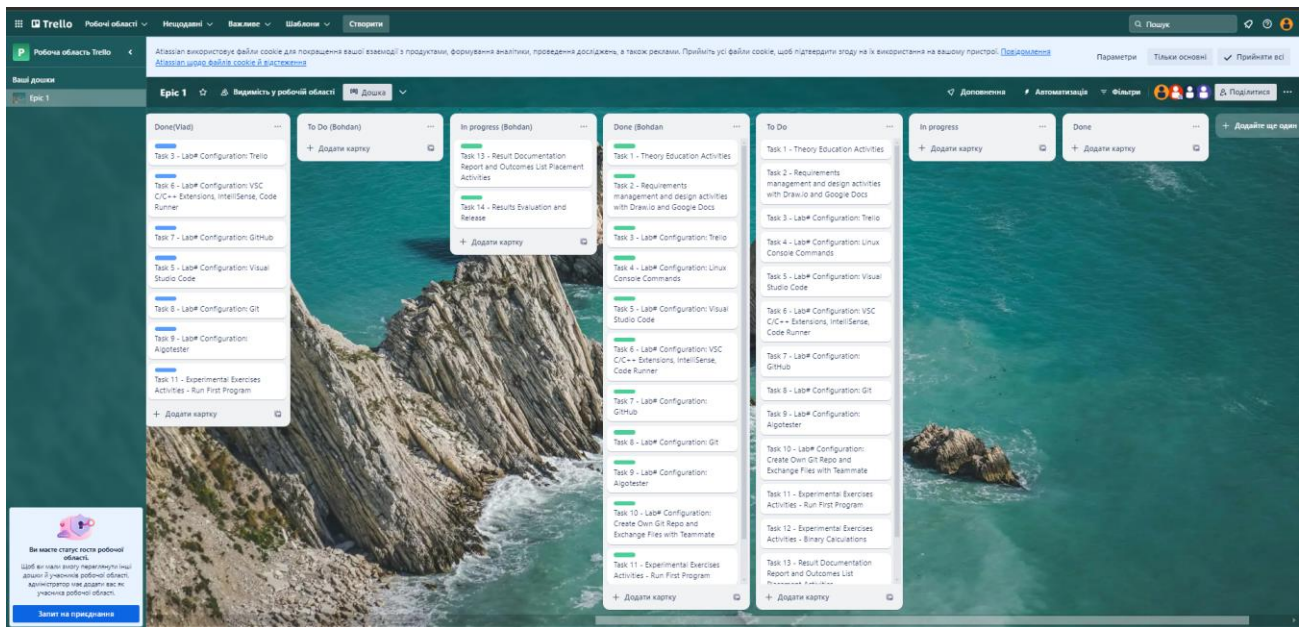 Trello Робочі області Нещодавні Важливе Шаблони Створити Пошук
P Робоча область Trello
Atlassian використовує файли cookie для покращення вашої взаємодії з продуктами, формування аналітики, проведення досліджень, а також реклами. Прийміть усі файли cookie, щоб підтвердити згоду на їх використання на вашому пристрої. Повідомлення
Atlassian щодо файлів cookie й відстеження
Параметри Тільки основні Прийняти всі
Ваші дошки
Epic 1
Epic 1 Видимість у робочій області Дошка Доповнення Автоматизація Фільтри Поділитися
Done(Vlad)
Task 3 - Lab# Configuration: Trello
Task 6 - Lab# Configuration: VSC
C/C++ Extensions, IntelliSense, Code
Runner
Task 7 - Lab# Configuration: GitHub
Task 5 - Lab# Configuration: Visual
Studio Code
Task 8 - Lab# Configuration: Git
Task 9 - Lab# Configuration:
Algotester
Task 11 - Experimental Exercises
Activities - Run First Program
+ Додати картку
To Do (Bohdan)
+ Додати картку
In progress (Bohdan)
Task 13 - Result Documentation
Report and Outcomes List Placement
Activities
Task 14 - Results Evaluation and
Release
+ Додати картку
Done (Bohdan
Task 1 - Theory Education Activities
Task 2 - Requirements
management and design activities
with Draw.io and Google Docs
Task 3 - Lab# Configuration: Trello
Task 4 - Lab# Configuration: Linux
Console Commands
Task 5 - Lab# Configuration: Visual
Studio Code
Task 6 - Lab# Configuration: VSC
C/C++ Extensions, IntelliSense,
Code Runner
Task 7 - Lab# Configuration:
GitHub
Task 8 - Lab# Configuration: Git
Task 9 - Lab# Configuration:
Algotester
Task 10 - Lab# Configuration:
Create Own Git Repo and
Exchange Files with Teammate
Task 11 - Experimental Exercises
Activities - Run First Program
+ Додати картку
To Do
Task 1 - Theory Education Activities
Task 2 - Requirements
management and design activities
with Draw.io and Google Docs
Task 3 - Lab# Configuration: Trello
Task 4 - Lab# Configuration: Linux
Console Commands
Task 5 - Lab# Configuration: Visual
Studio Code
Task 6 - Lab# Configuration: VSC
C/C++ Extensions, IntelliSense,
Code Runner
Task 7 - Lab# Configuration:
GitHub
Task 8 - Lab# Configuration: Git
Task 9 - Lab# Configuration:
Algotester
Task 10 - Lab# Configuration:
Create Own Git Repo and
Exchange Files with Teammate
Task 11 - Experimental Exercises
Activities - Run First Program
Task 12 - Experimental Exercises
Activities - Binary Calculations
Task 13 - Result Documentation
Report and Outcomes List
Placement Activities
+ Додати картку
In progress
+ Додати картку
Done
+ Додати картку
+ Додайте ще один
Ви маєте статус гостя робочої
області.
Щоб ви мали змогу переглянути інші
дошки й учасників робочої області,
адміністратор має додати вас як
учасника робочої області.
Запит на приєднання